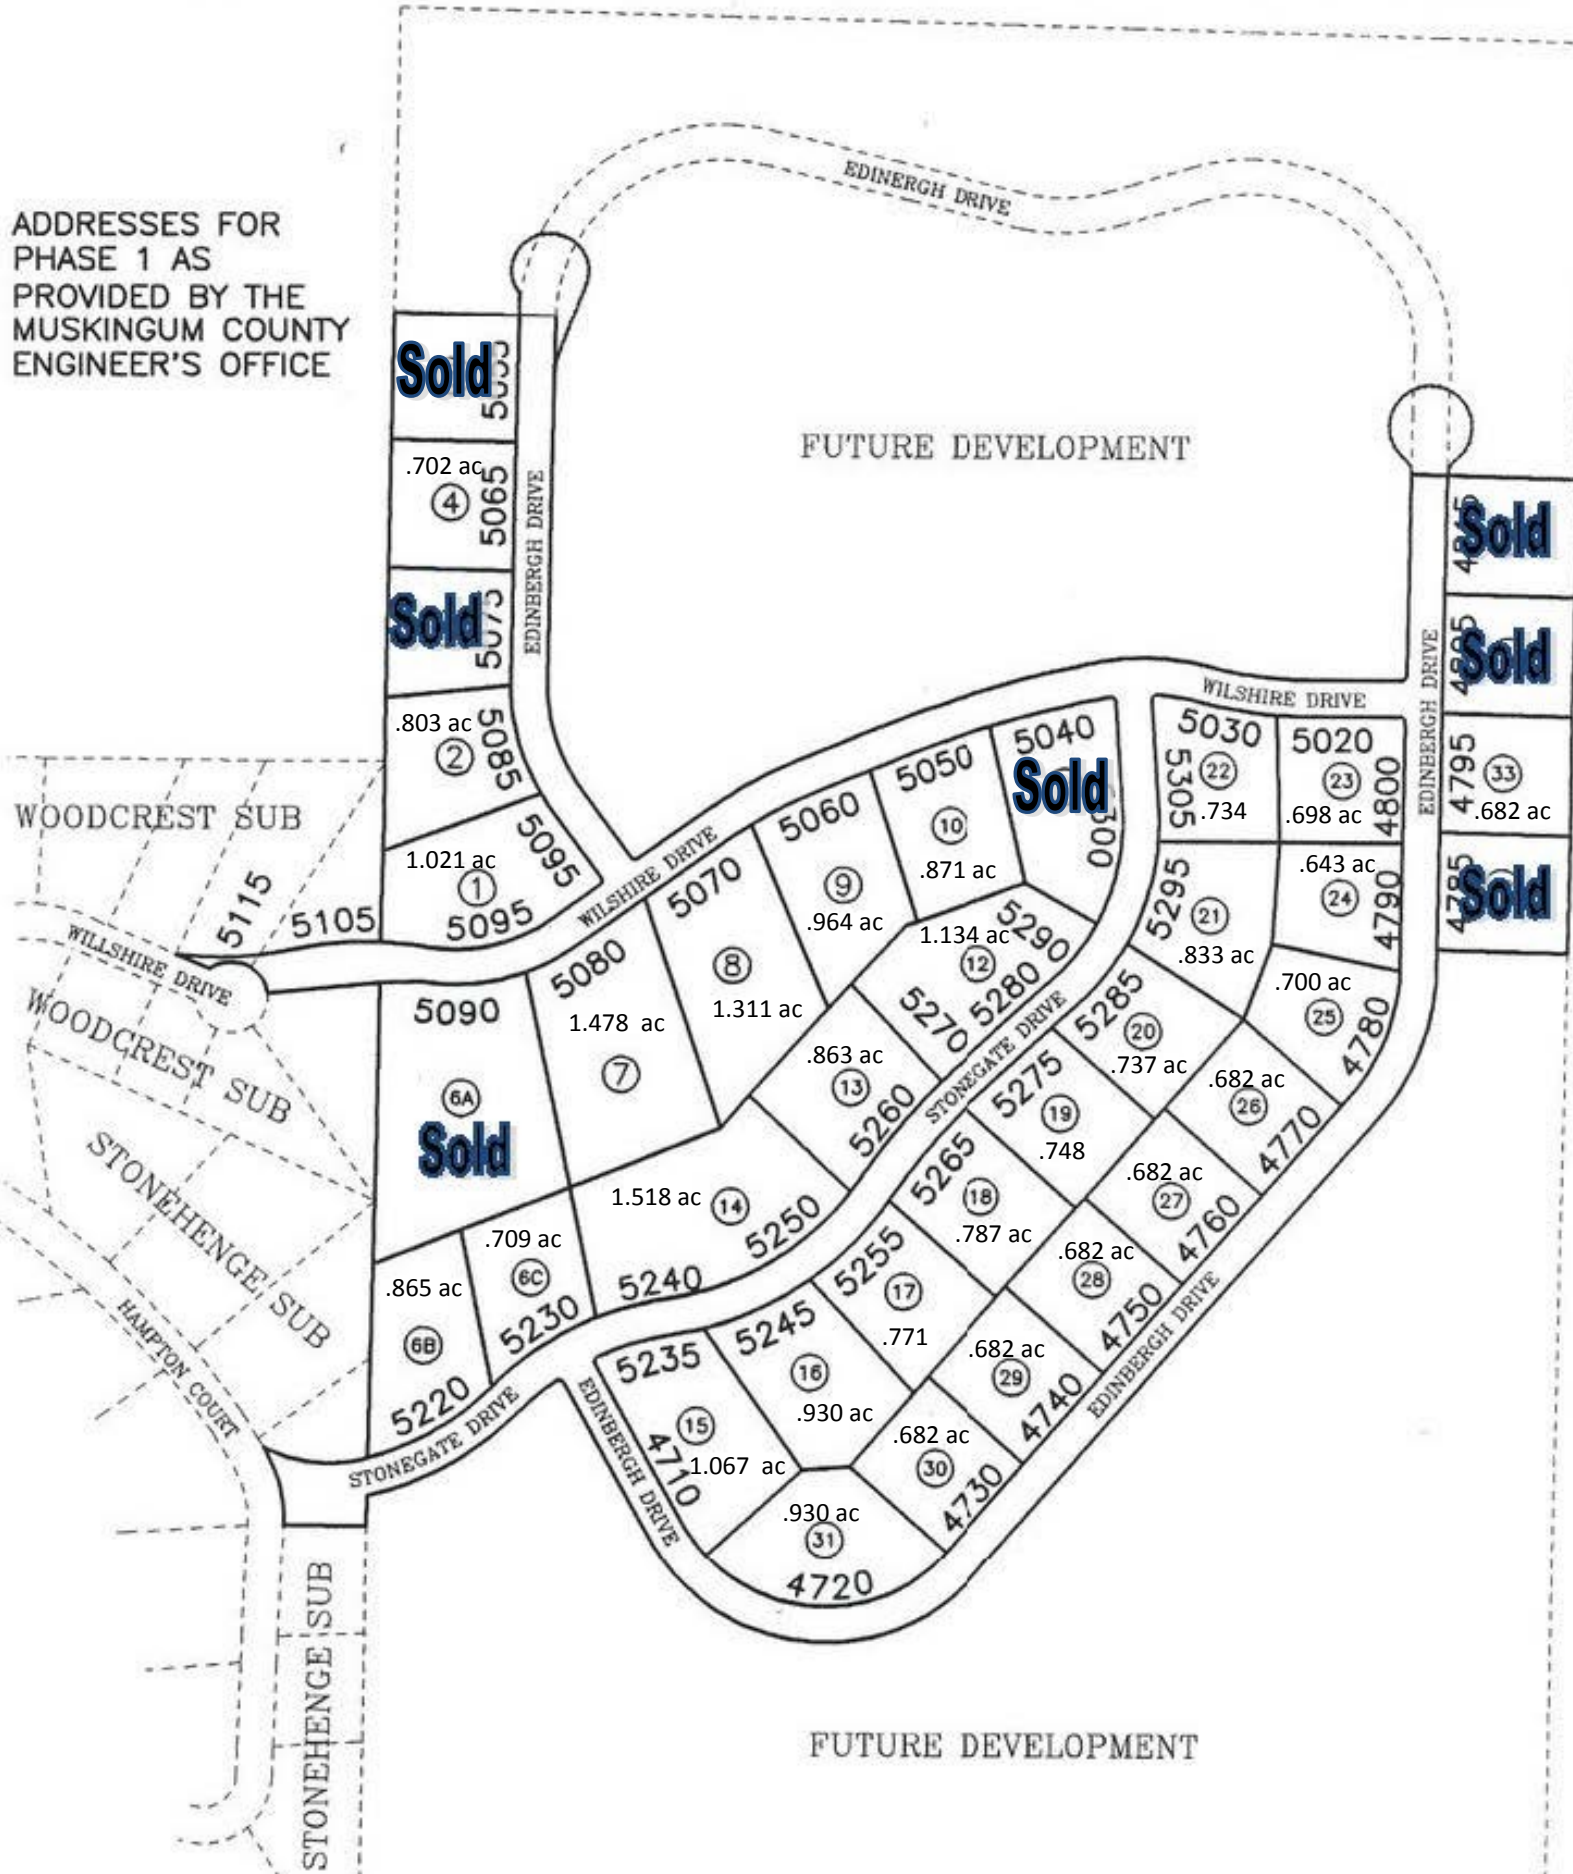 EDINERGH DRIVE
ADDRESSES FOR
PHASE 1 AS
PROVIDED BY THE
MUSKINGUM COUNTY
ENGINEER'S OFFICE
Sold
FUTURE DEVELOPMENT
.702 ac
4
5065
EDINBERGH DRIVE
Sold
Sold
5075
Sold
EDINBERGH DRIVE
WILSHIRE DRIVE
.803 ac
2
5085
5040
Sold
5030
22
5305
.734
5020
23
.698 ac
4800
4795
33
.682 ac
WOODCREST SUB
5050
10
.871 ac
5060
9
.964 ac
5095
1.021 ac
1
5095
WILSHIRE DRIVE
5070
8
1.311 ac
.643 ac
24
4790
4785
Sold
5115
5105
5295
21
.833 ac
5290
1.134 ac
12
5280
5270
WILLSHIRE DRIVE
WOODCREST SUB
5090
6A
Sold
5080
1.478 ac
7
.863 ac
13
5260
STONEGATE DRIVE
5285
20
.737 ac
.700 ac
25
4780
5275
19
.748
.682 ac
26
4770
STONEHENGE SUB
5265
18
.787 ac
.682 ac
27
4760
1.518 ac
14
5250
5240
.709 ac
6C
5230
.865 ac
6B
5220
5255
17
.771
.682 ac
28
4750
EDINBERGH DRIVE
HAMPTON COURT
STONEGATE DRIVE
5235
15
4710
1.067 ac
EDINBERGH DRIVE
5245
16
.930 ac
.682 ac
29
4740
.682 ac
30
4730
.930 ac
31
4720
STONEHENGE SUB
FUTURE DEVELOPMENT